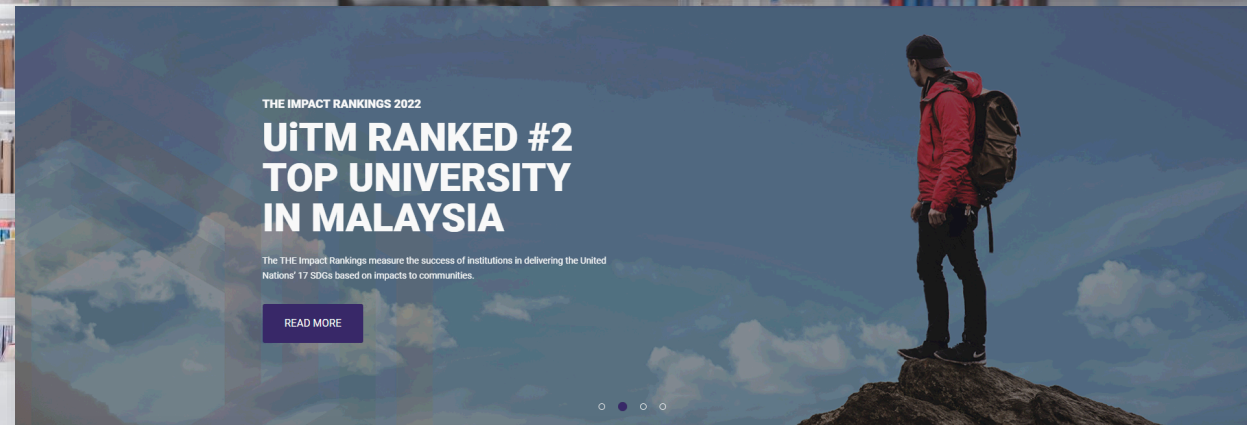 THE IMPACT RANKINGS 2022
UiTM RANKED #2
TOP UNIVERSITY
IN MALAYSIA
The THE Impact Rankings measure the success of institutions in delivering the United
Nations' 17 SDGs based on impacts to communities.
READ MORE